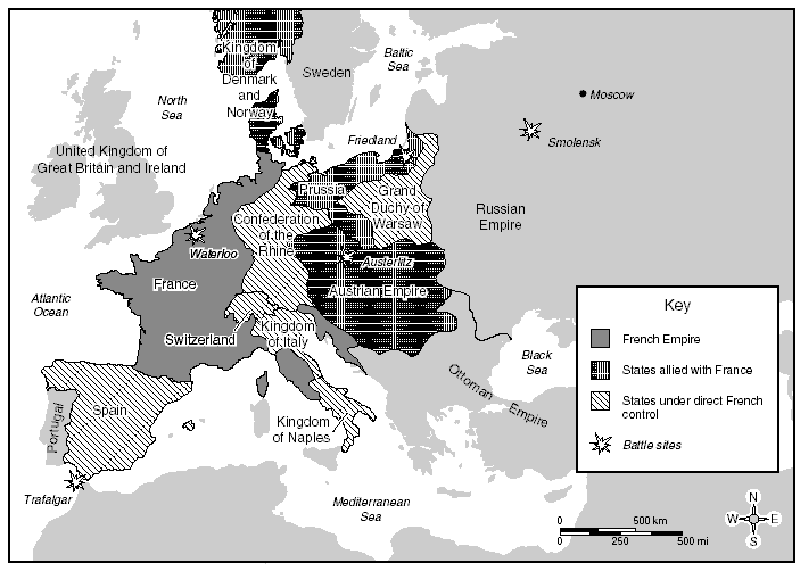 Kingdom
of
Denmark
and
Norway
Sweden
Baltic
Sea
North
Sea
Moscow
Smolensk
Friedland
United Kingdom of
Great Britain and Ireland
Prussia
Grand
Duchy of
Warsaw
Russian
Empire
Confederation
of the
Rhine
Waterloo
Austerlitz
France
Austrian Empire
Atlantic
Ocean
Switzerland
Kingdom
of Italy
Black
Sea
Ottoman Empire
Portugal
Spain
Kingdom
of Naples
Trafalgar
Mediterranean
Sea
Key
French Empire
States allied with France
States under direct French
control
Battle sites
0 500 km
0 250 500 mi
N
W E
S